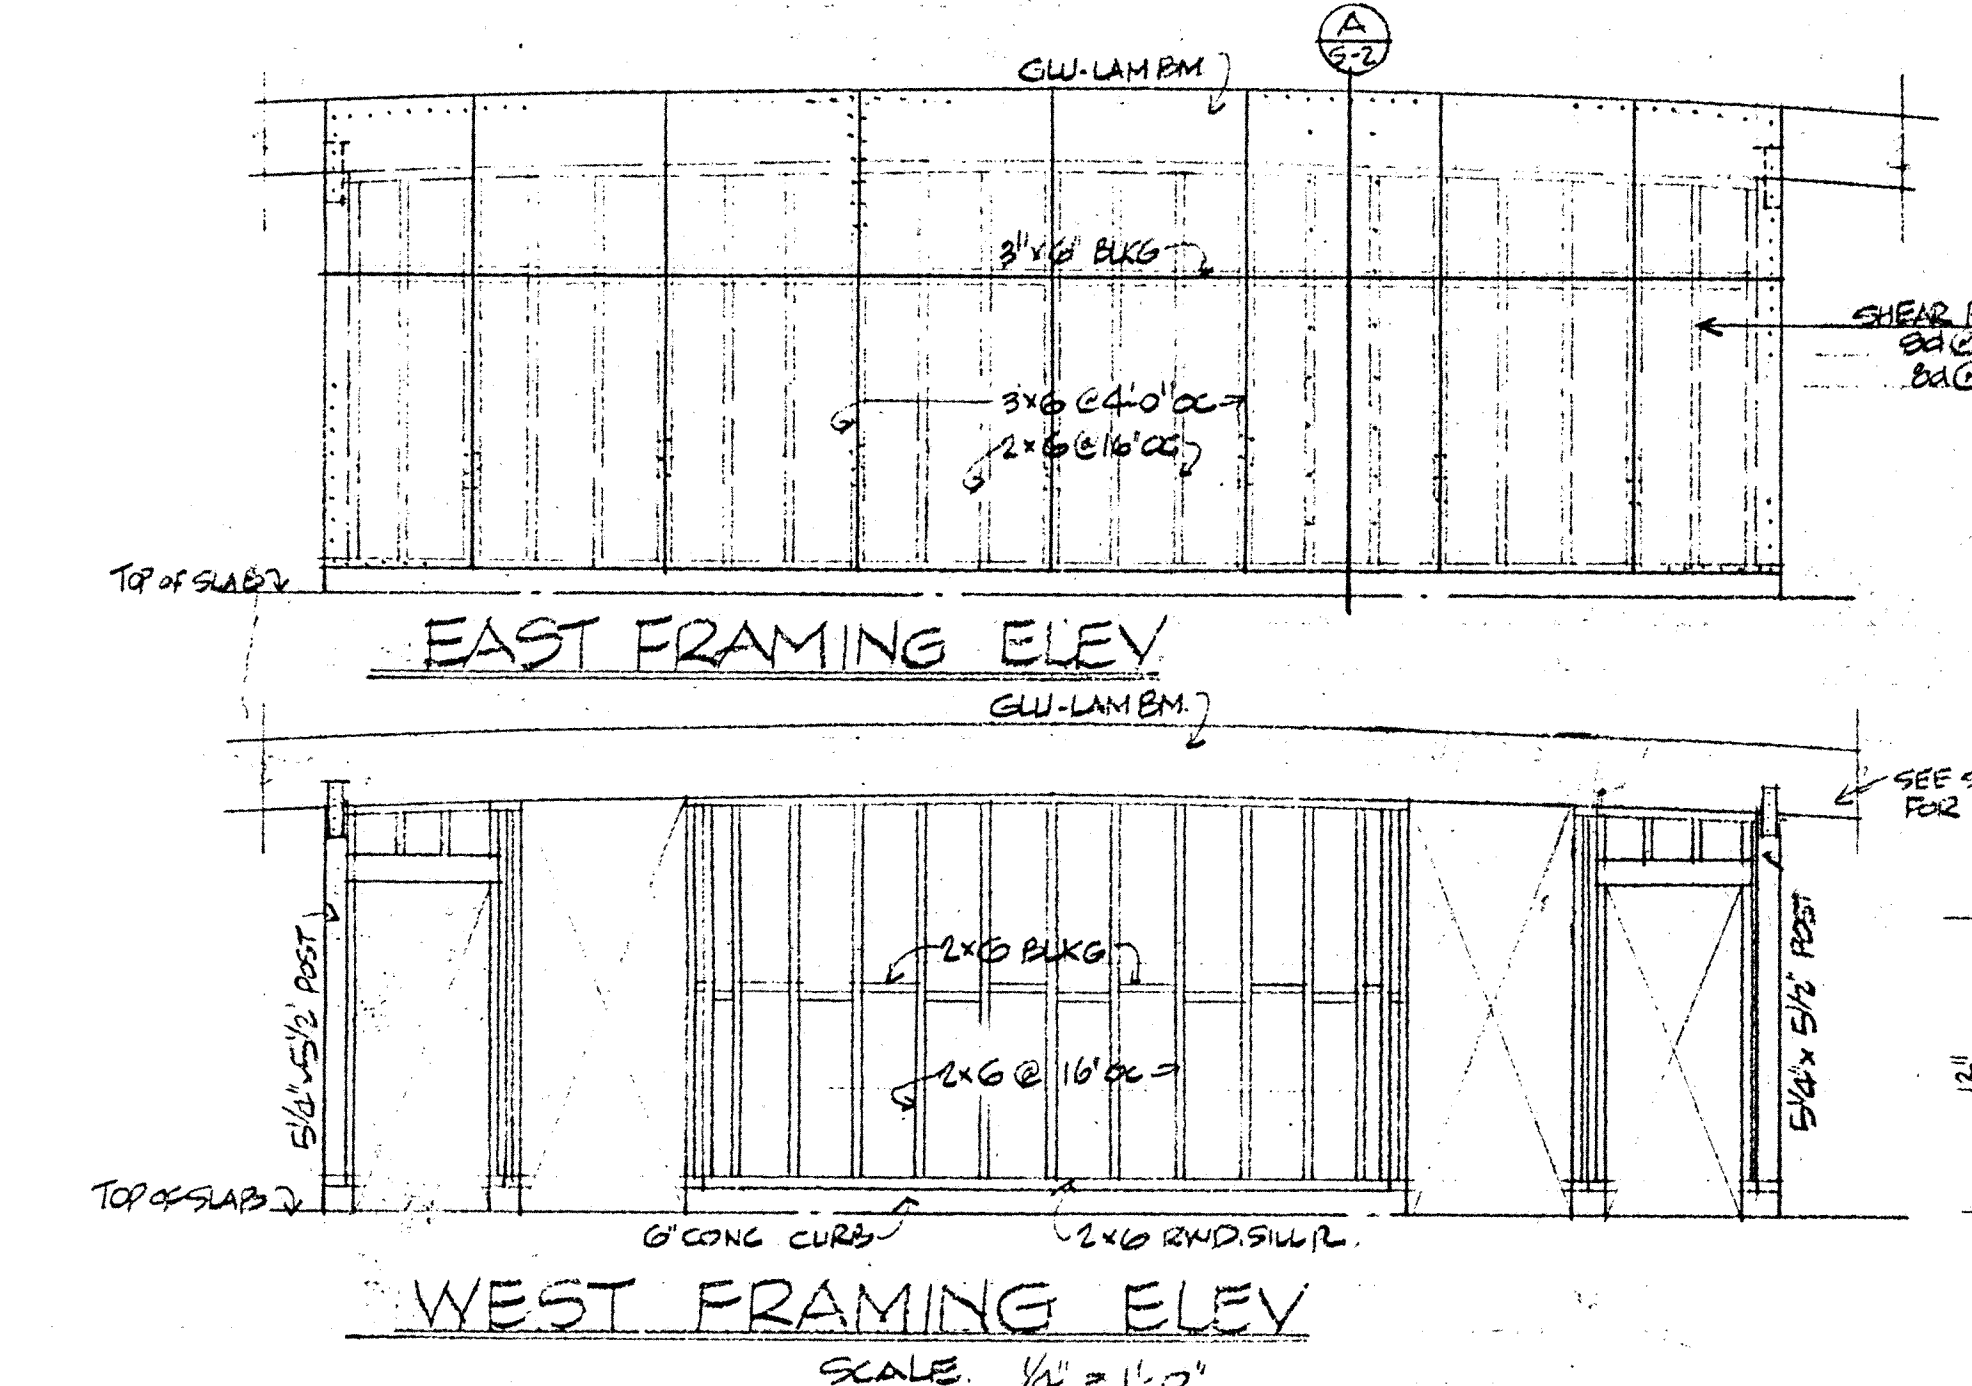 A
S-2
GLU-LAM BM
3"x6" BLKG
SHEAR
8d @
8d @
3x6 @ 4'-0" OC
2x6 @ 16" OC
TOP OF SLAB
EAST FRAMING ELEV
GLU-LAM BM.
SEE S
FOR
2x6 BLKG
5 1/4" x 5 1/2" POST
5 1/4" x 5 1/2" POST
2x6 @ 16" OC
12"
TOP OF SLAB
6" CONC CURB
2x6 RWD. SILL PL.
WEST FRAMING ELEV
SCALE. 1/4" = 1'-0"